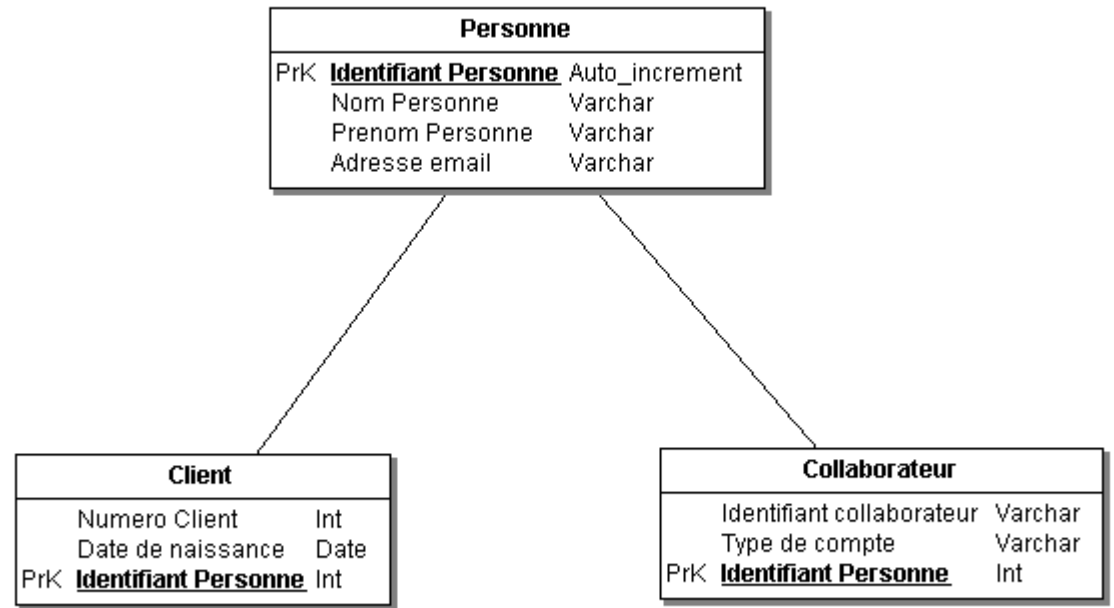 Personne
PrK Identifiant Personne Auto_increment
Nom Personne Varchar
Prenom Personne Varchar
Adresse email Varchar
Client
Numero Client Int
Date de naissance Date
PrK Identifiant Personne Int
Collaborateur
Identifiant collaborateur Varchar
Type de compte Varchar
PrK Identifiant Personne Int